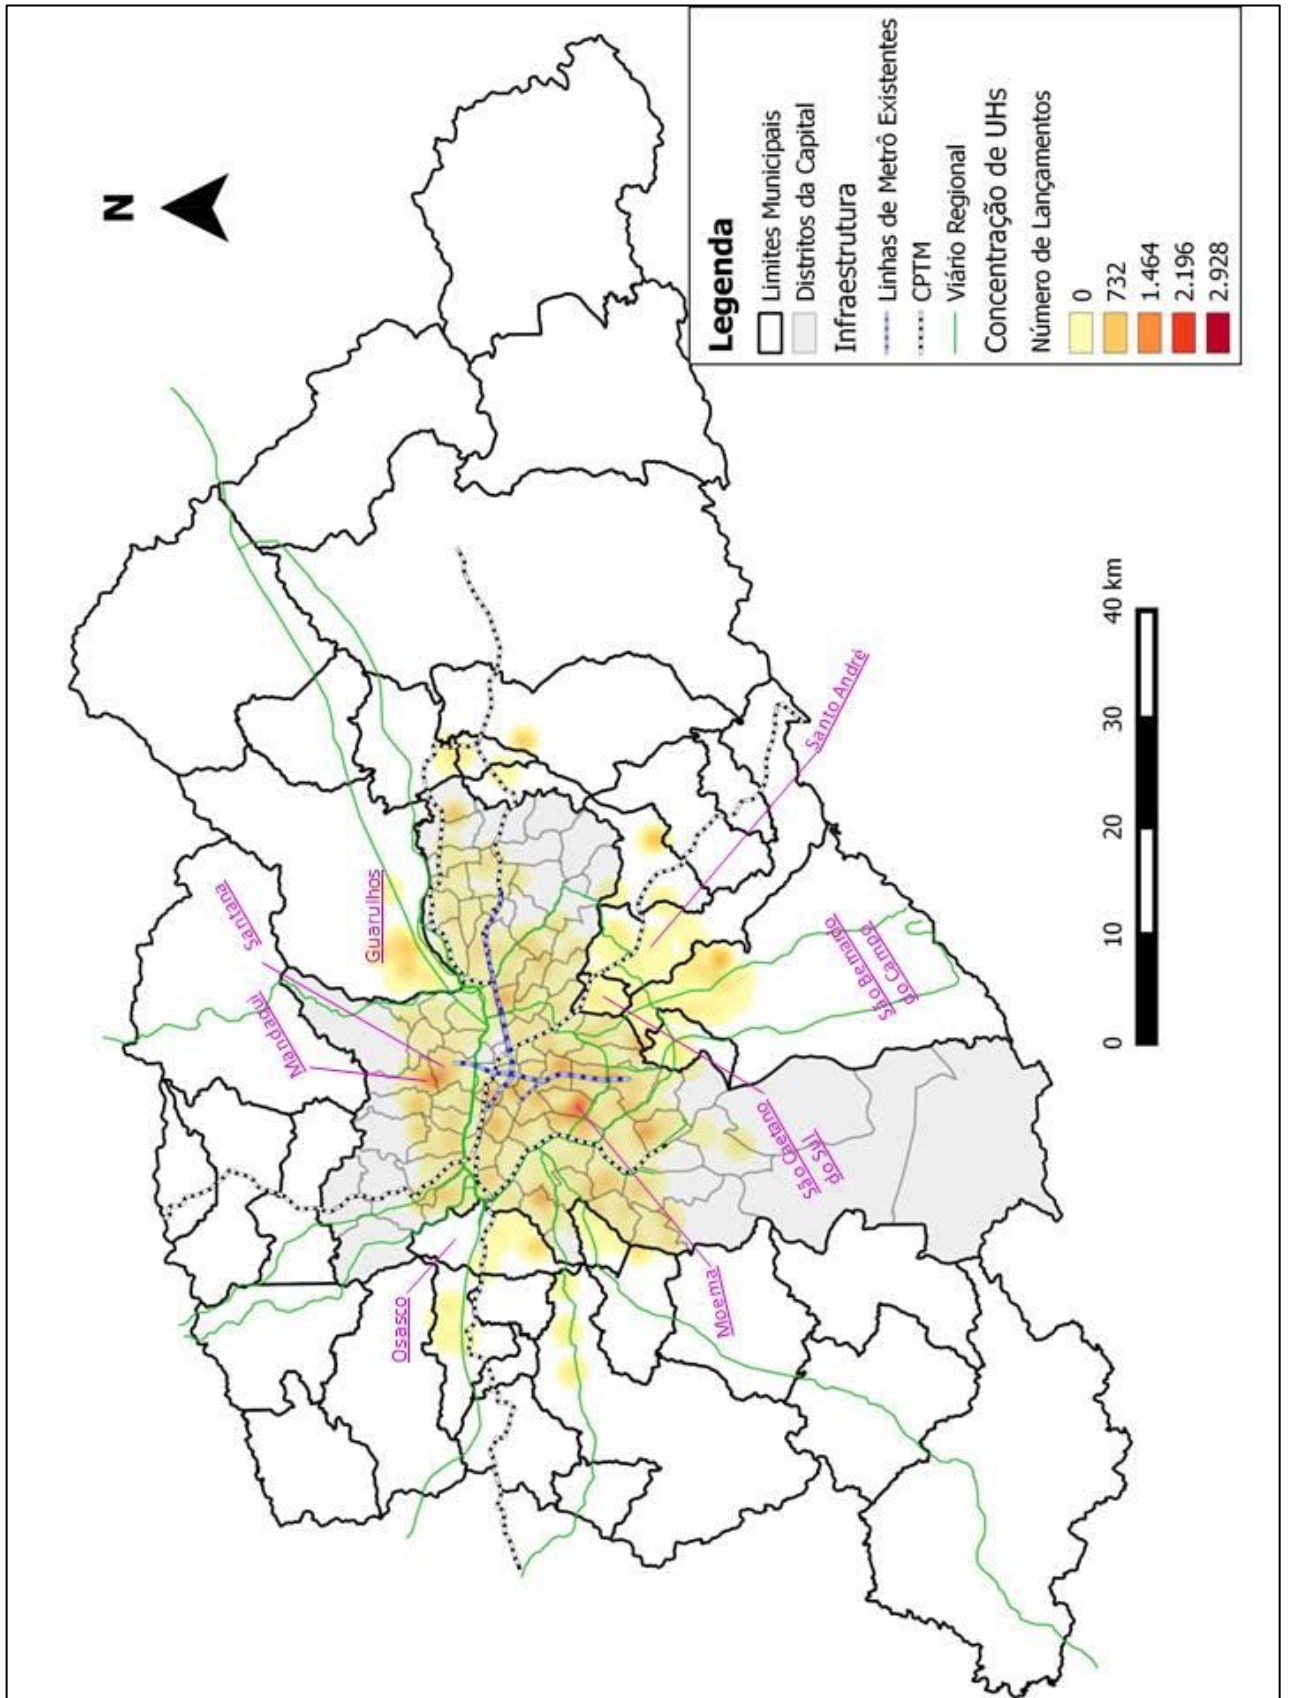 N
Santana
Mandaqui
Guarulhos
Osasco
Santo André
São Bernardo
do Campo
São Caetano
do Sul
Moema
0 10 20 30 40 km
Legenda
Limites Municipais
Distritos da Capital
Infraestrutura
Linhas de Metrô Existentes
CPTM
Viário Regional
Concentração de UHs
Número de Lançamentos
0
732
1.464
2.196
2.928